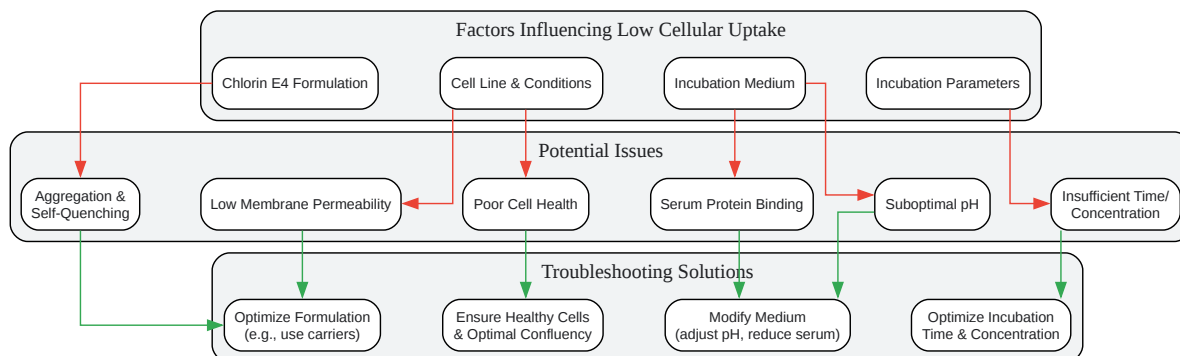 Factors Influencing Low Cellular Uptake
Chlorin E4 Formulation
Cell Line & Conditions
Incubation Medium
Incubation Parameters
Potential Issues
Aggregation &
Self-Quenching
Low Membrane Permeability
Poor Cell Health
Serum Protein Binding
Suboptimal pH
Insufficient Time/
Concentration
Troubleshooting Solutions
Optimize Formulation
(e.g., use carriers)
Ensure Healthy Cells
& Optimal Confluency
Modify Medium
(adjust pH, reduce serum)
Optimize Incubation
Time & Concentration